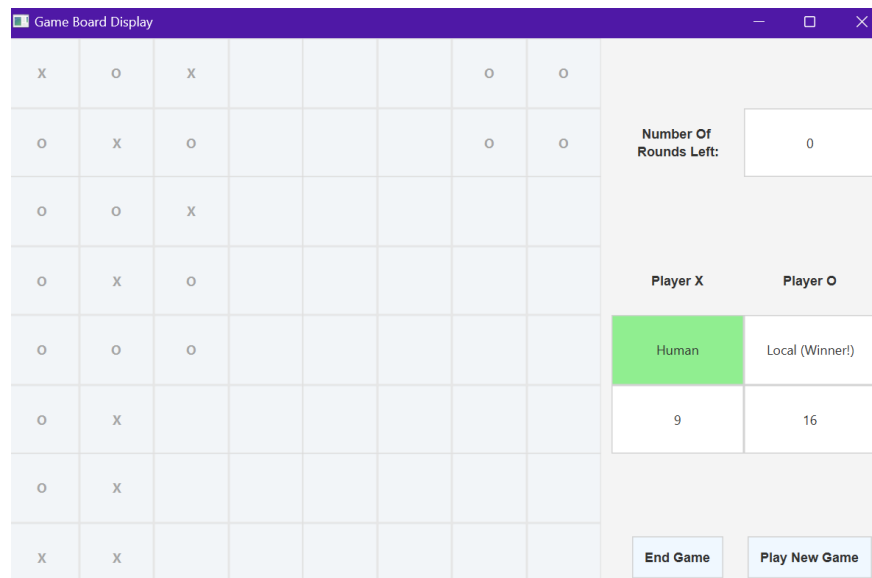 Game Board Display
X O X O O
O X O O O
Number Of
Rounds Left:
0
O O X
O X O
Player X Player O
O O O
Human Local (Winner!)
O X
9 16
O X
X X
End Game Play New Game